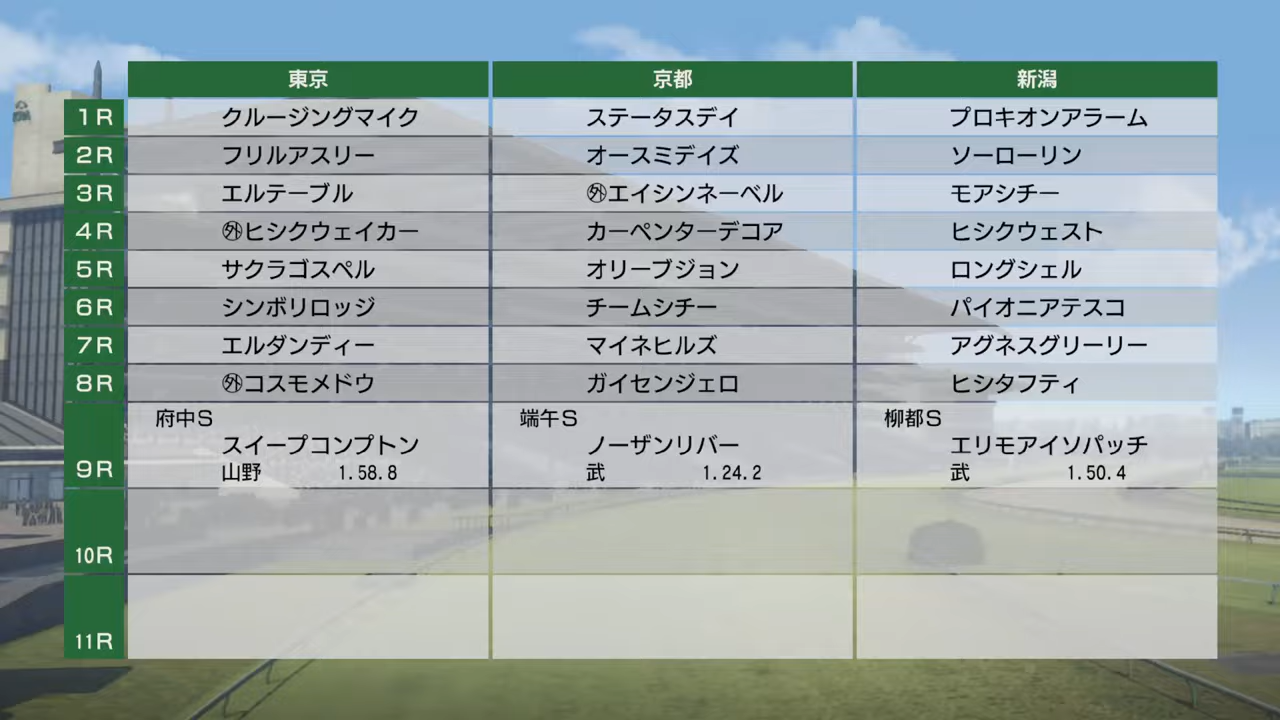 東京 京都 新潟
1R クルージングマイク ステータスデイ プロキオンアラーム
2R フリルアスリー オースミデイズ ソーローリン
3R エルテーブル ㊕エイシンネーベル モアシチー
4R 外ヒシクウェイカー カーペンターデコア ヒシクウェスト
5R サクラゴスペル オリーブジョン ロングシェル
6R シンボリロッジ チームシチー パイオニアテスコ
7R エルダンディー マイネヒルズ アグネスグリーリー
8R 外コスモメドウ ガイセンジェロ ヒシタフティ
府中S 端午S 柳都S
スイープコンプトン ノーザンリバー エリモアイソパッチ
9R 山野 1.58.8 武 1.24.2 武 1.50.4
10R
11R